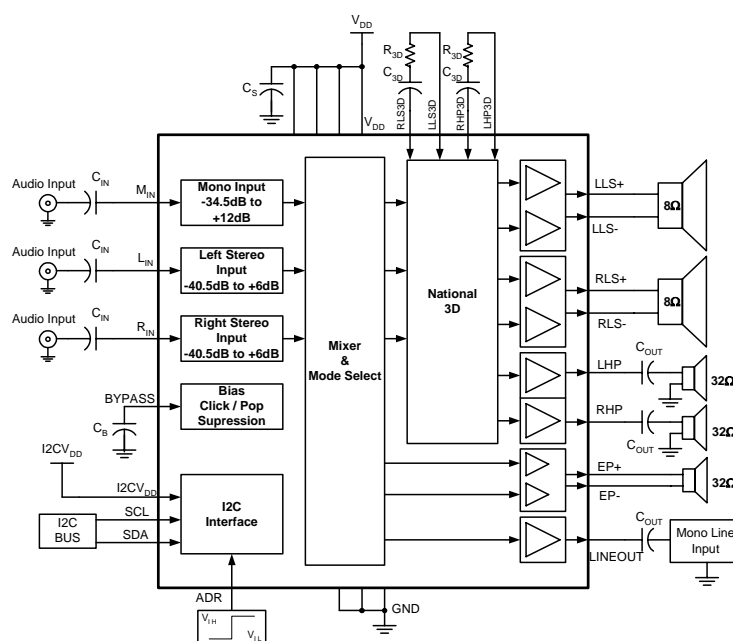 VDD
R3D
R3D
CS
C3D
C3D
RLS3D
LLS3D
RHP3D
LHP3D
VDD
Audio Input
CIN
MIN
Mono Input
-34.5dB to
+12dB
LLS+
8Ω
LLS-
Audio Input
CIN
LIN
Left Stereo
Input
-40.5dB to +6dB
National
3D
RLS+
8Ω
RLS-
Audio Input
CIN
RIN
Right Stereo
Input
-40.5dB to +6dB
Mixer
&
Mode Select
LHP
COUT
32Ω
BYPASS
CB
Bias
Click / Pop
Supression
RHP
COUT
32Ω
I2CVDD
I2CVDD
EP+
32Ω
EP-
I2C
BUS
SCL
SDA
I2C
Interface
COUT
Mono Line
Input
LINEOUT
ADR
GND
VIH
VIL